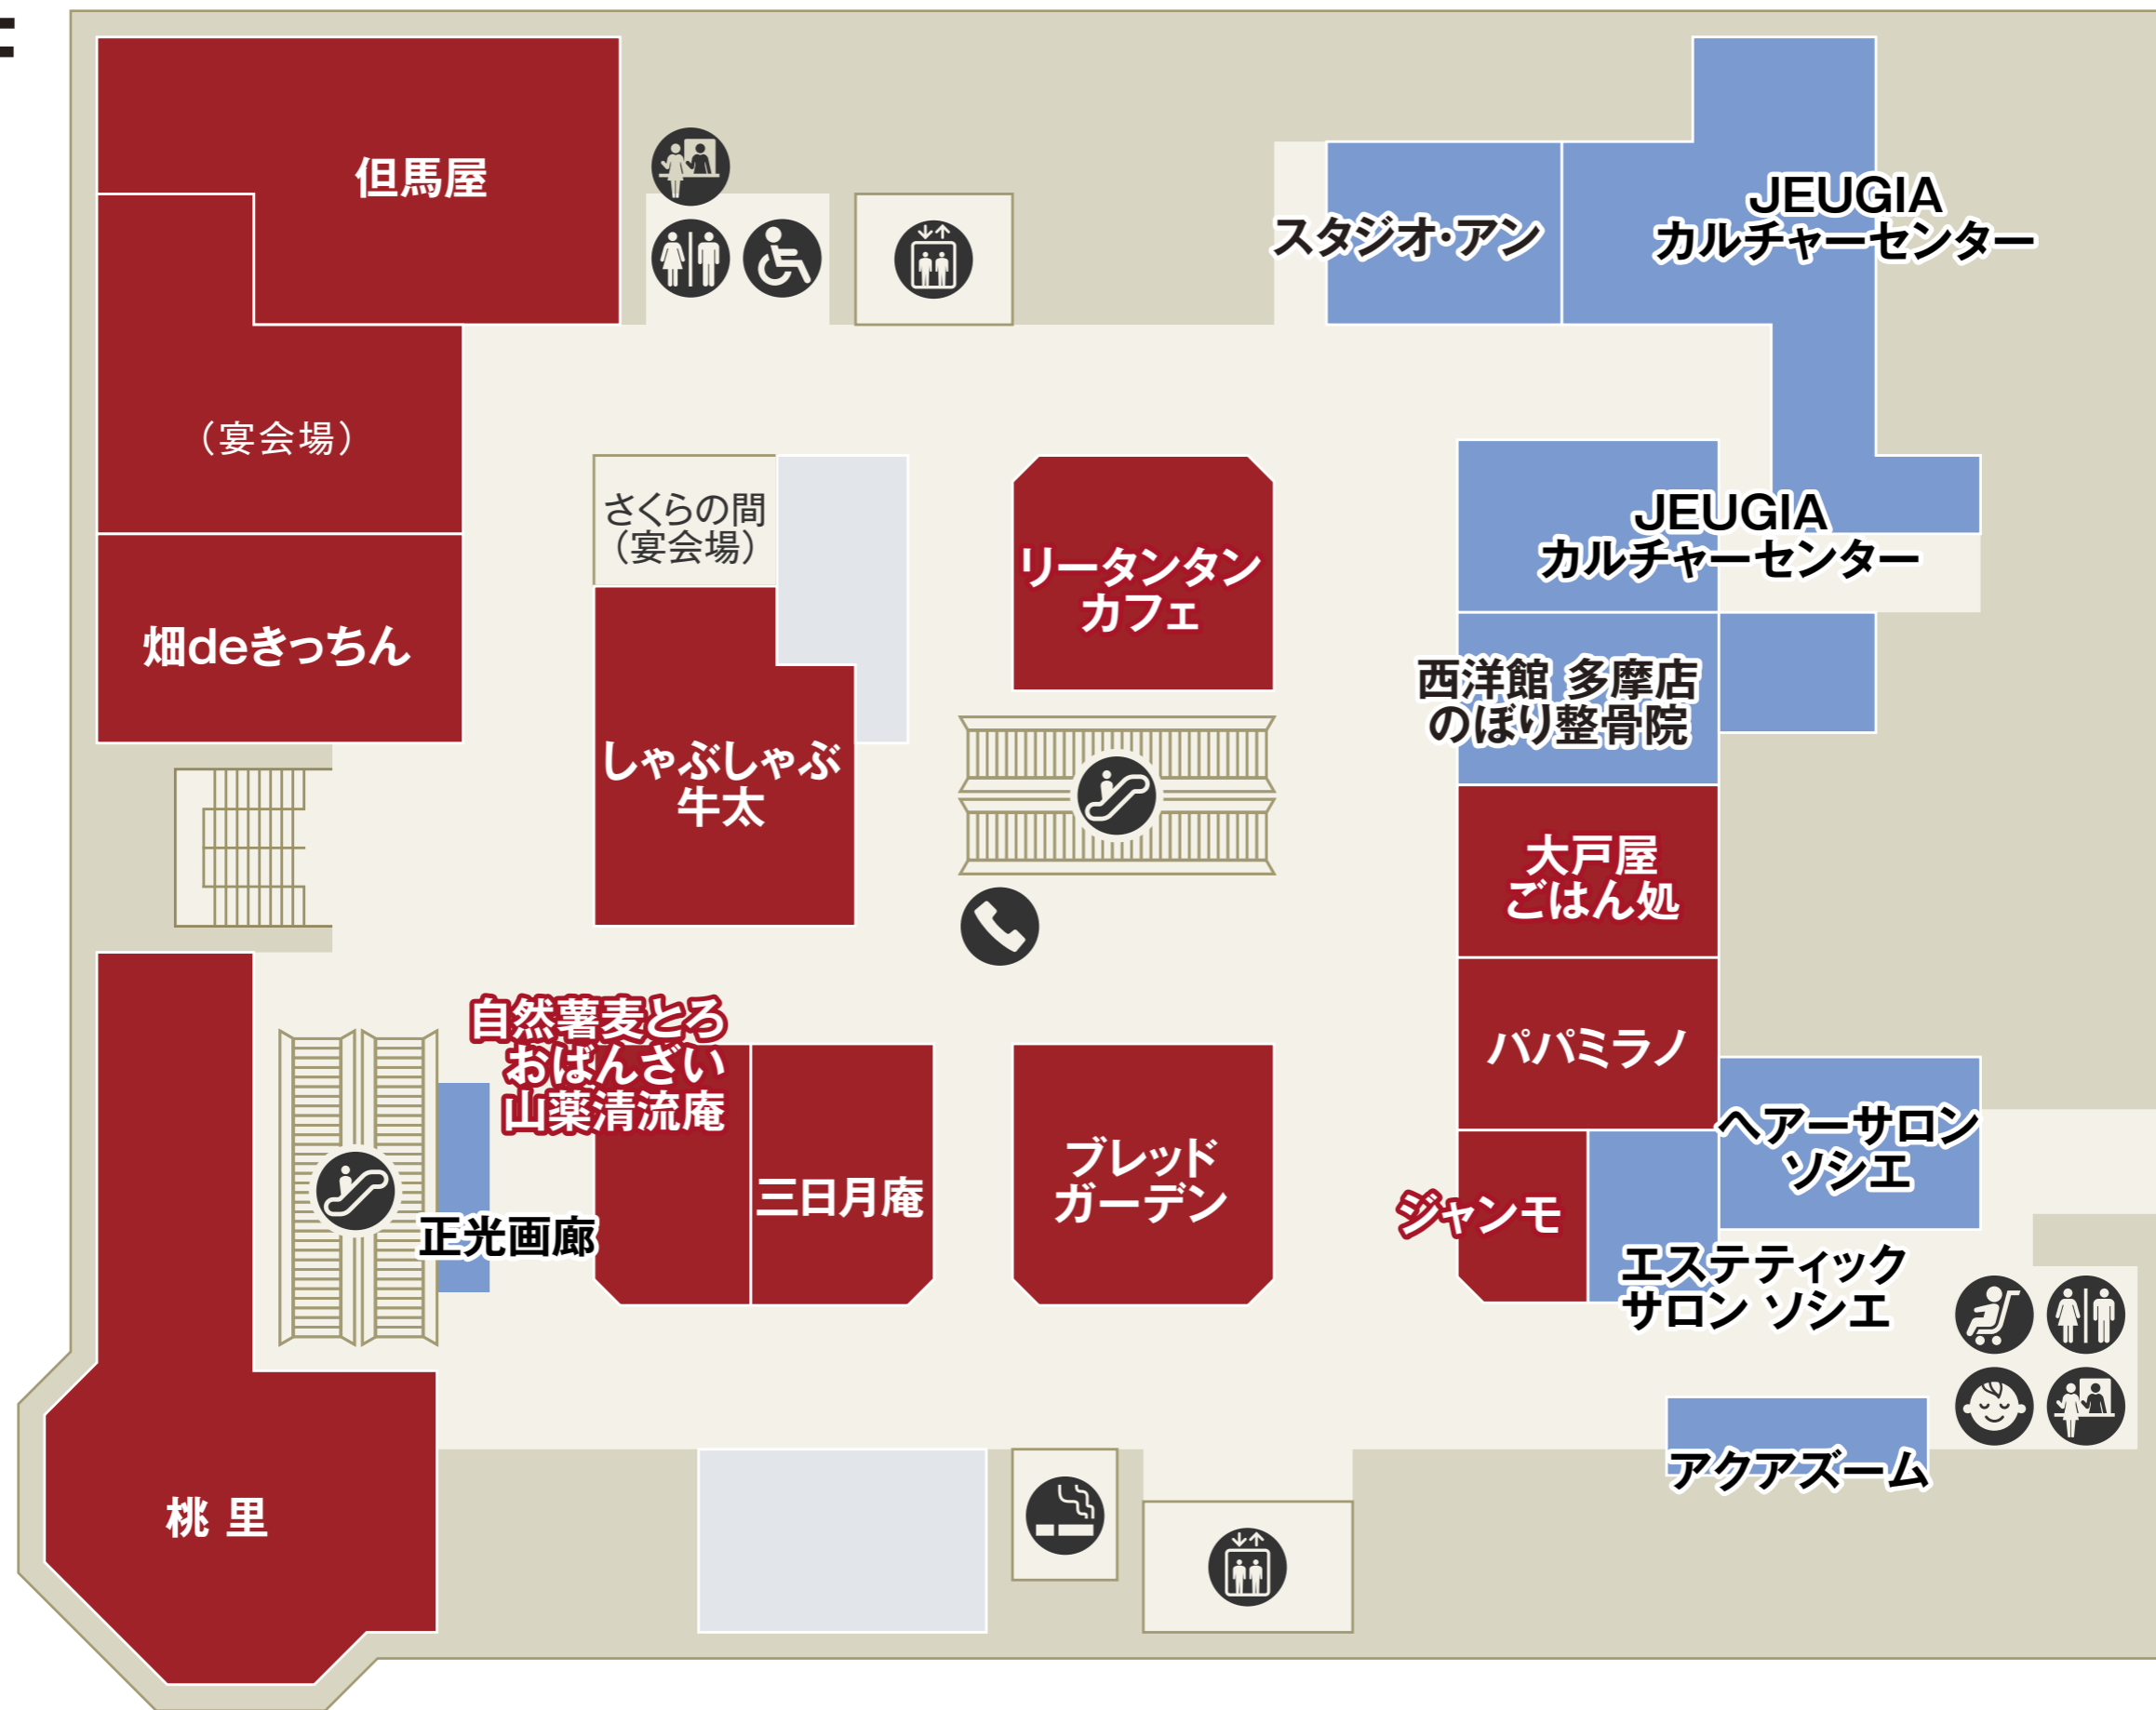 但馬屋
（宴会場）
畑deきっちん
スタジオ・アン
JEUGIA
カルチャーセンター
さくらの間
（宴会場）
しゃぶしゃぶ
牛太
リータンタン
カフェ
JEUGIA
カルチャーセンター
西洋館 多摩店
のぼり整骨院
大戸屋
ごはん処
パパミラノ
自然薯麦とろ
おばんざい
山薬清流庵
三日月庵
ブレッド
ガーデン
ジャンモ
ヘアーサロン
ソシエ
エステティック
サロン ソシエ
正光画廊
アクアズーム
桃 里